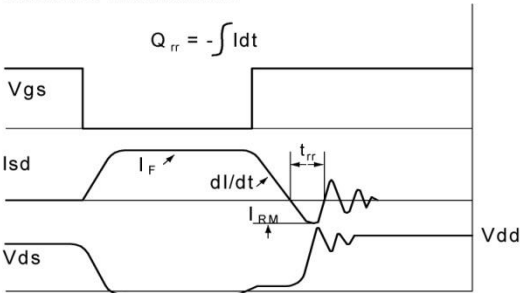 Q rr = -∫Idt
Vgs
Isd
I F
t rr
dI/dt
I RM
Vds
Vdd